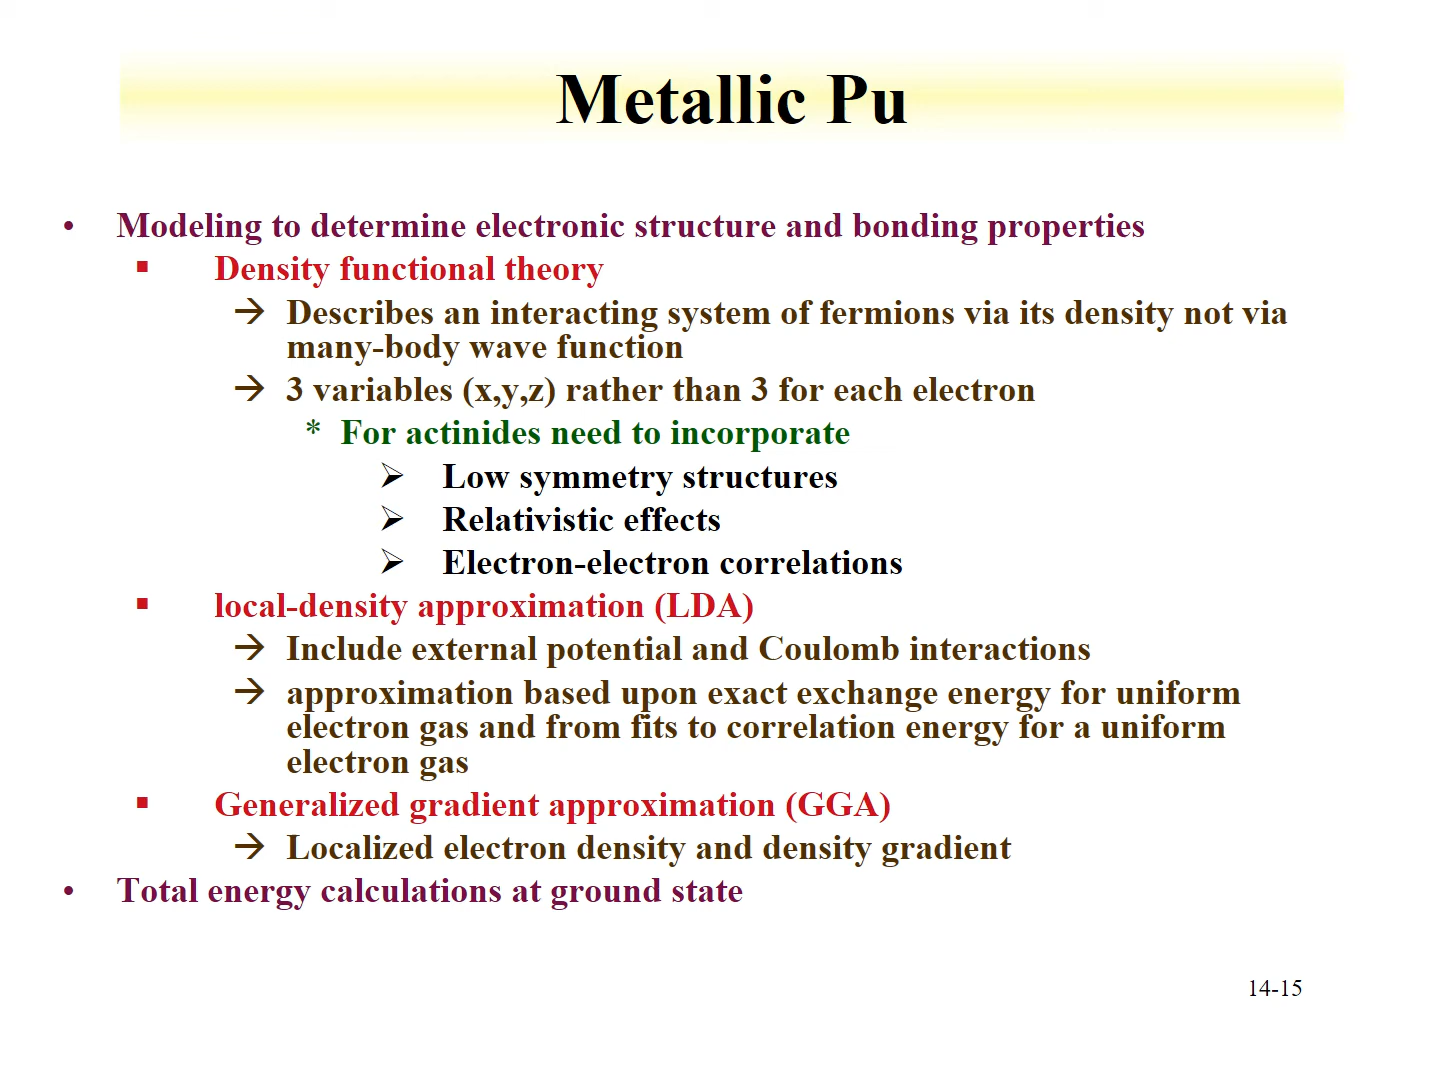 Metallic Pu
• Modeling to determine electronic structure and bonding properties
▪ Density functional theory
→ Describes an interacting system of fermions via its density not via
many-body wave function
→ 3 variables (x,y,z) rather than 3 for each electron
* For actinides need to incorporate
➢ Low symmetry structures
➢ Relativistic effects
➢ Electron-electron correlations
▪ local-density approximation (LDA)
→ Include external potential and Coulomb interactions
→ approximation based upon exact exchange energy for uniform
electron gas and from fits to correlation energy for a uniform
electron gas
▪ Generalized gradient approximation (GGA)
→ Localized electron density and density gradient
• Total energy calculations at ground state
14-15